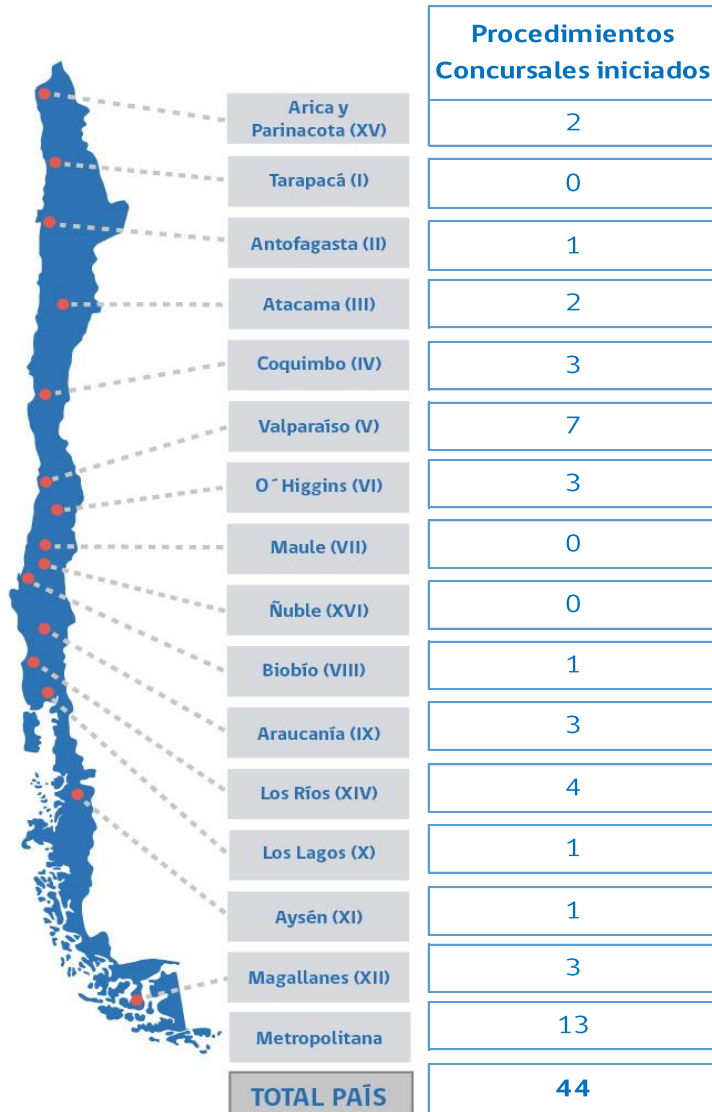 Procedimientos
Concursales iniciados
Arica y
Parinacota (XV)
2
Tarapacá (I)
0
Antofagasta (II)
1
Atacama (III)
2
Coquimbo (IV)
3
Valparaíso (V)
7
O´Higgins (VI)
3
Maule (VII)
0
Ñuble (XVI)
0
Biobío (VIII)
1
Araucanía (IX)
3
Los Ríos (XIV)
4
Los Lagos (X)
1
Aysén (XI)
1
Magallanes (XII)
3
Metropolitana
13
TOTAL PAÍS
44